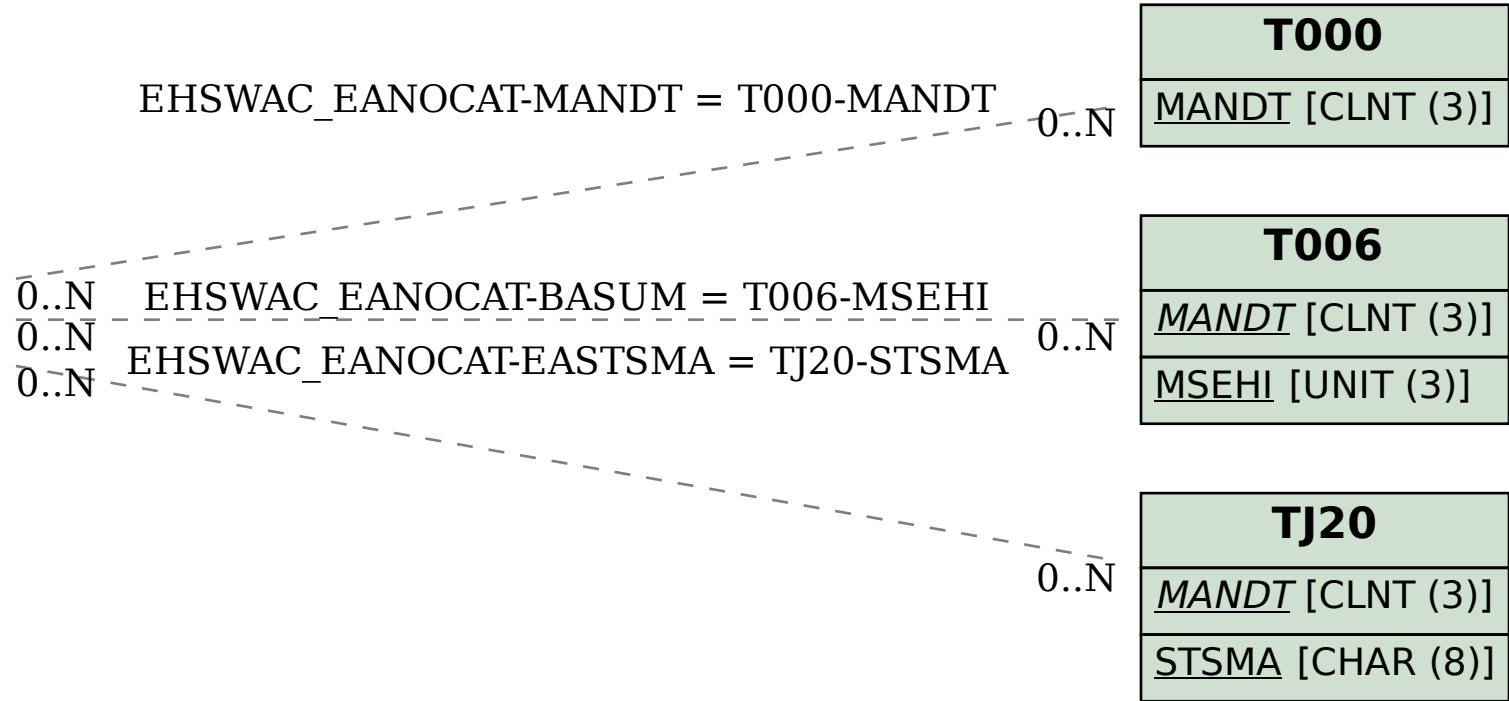 T000
EHSWAC_EANOCAT-MANDT = T000-MANDT
0..N
MANDT [CLNT (3)]
T006
0..N
EHSWAC_EANOCAT-BASUM = T006-MSEHI
MANDT [CLNT (3)]
0..N
0..N
EHSWAC_EANOCAT-EASTSMA = TJ20-STSMA
0..N
MSEHI [UNIT (3)]
TJ20
0..N
MANDT [CLNT (3)]
STSMA [CHAR (8)]